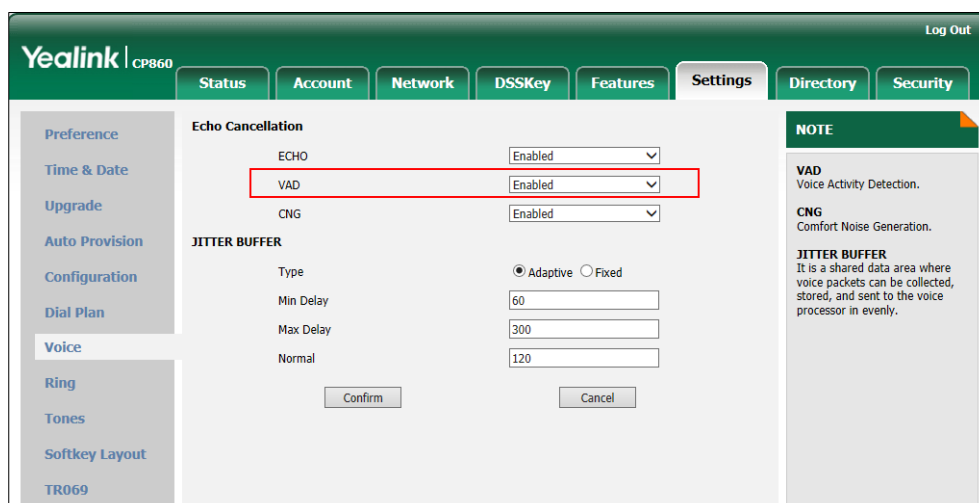 Log Out
Yealink CP860
Status Account Network DSSKey Features Settings Directory Security
Preference
Time & Date
Upgrade
Auto Provision
Configuration
Dial Plan
Voice
Ring
Tones
Softkey Layout
TR069
Echo Cancellation
ECHO Enabled
VAD Enabled
CNG Enabled
JITTER BUFFER
Type Adaptive Fixed
Min Delay 60
Max Delay 300
Normal 120
Confirm Cancel
NOTE
VAD
Voice Activity Detection.
CNG
Comfort Noise Generation.
JITTER BUFFER
It is a shared data area where
voice packets can be collected,
stored, and sent to the voice
processor in evenly.